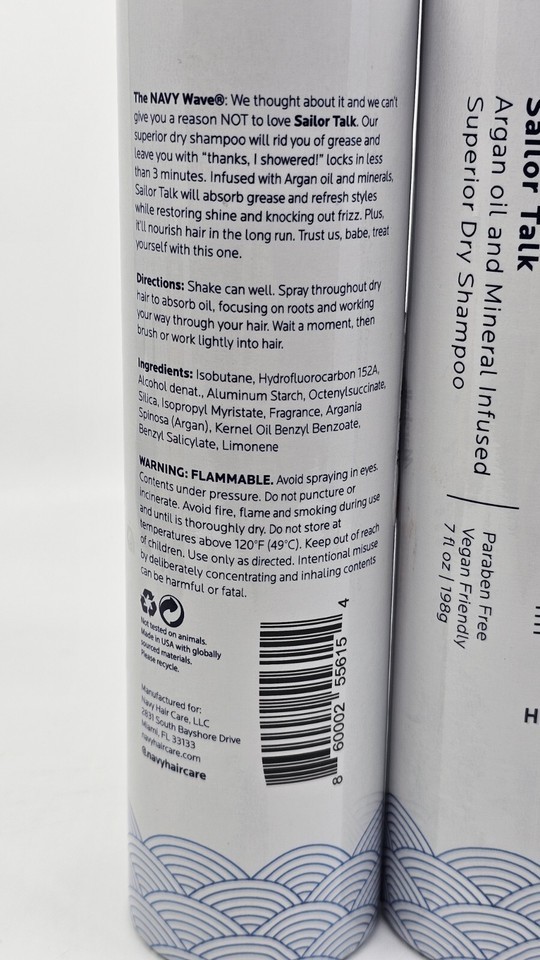 The NAVY Wave®: We thought about it and we can't
give you a reason NOT to love Sailor Talk. Our
superior dry shampoo will rid you of grease and
leave you with "thanks, I showered!" locks in less
than 3 minutes. Infused with Argan oil and minerals,
Sailor Talk will absorb grease and refresh styles
while restoring shine and knocking out frizz. Plus,
it'll nourish hair in the long run. Trust us, babe, treat
yourself with this one.
Directions: Shake can well. Spray throughout dry
hair to absorb oil, focusing on roots and working
your way through your hair. Wait a moment, then
brush or work lightly into hair.
Ingredients: Isobutane, Hydrofluorocarbon 152A,
Alcohol denat., Aluminum Starch, Octenylsuccinate,
Silica, Isopropyl Myristate, Fragrance, Argania
Spinosa (Argan), Kernel Oil Benzyl Benzoate,
Benzyl Salicylate, Limonene
WARNING: FLAMMABLE. Avoid spraying in eyes.
Contents under pressure. Do not puncture or
incinerate. Avoid fire, flame and smoking during use
and until is thoroughly dry. Do not store at
temperatures above 120°F (49°C). Keep out of reach
of children. Use only as directed. Intentional misuse
by deliberately concentrating and inhaling contents
can be harmful or fatal.
Not tested on animals.
Made in USA with globally
sourced materials.
Please recycle.
Manufactured for:
Navy Hair Care, LLC
2831 South Bayshore Drive
Miami, FL 33133
navyhaircare.com
@navyhaircare
8 60002 55615 4
Sailor Talk
Argan oil and Mineral Infused
Superior Dry Shampoo
Paraben Free
Vegan Friendly
7 fl oz | 198g